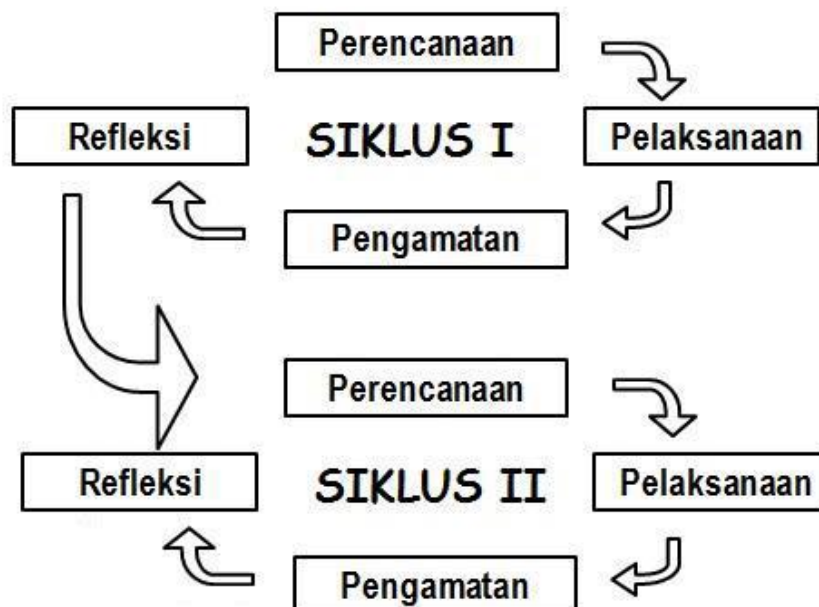 Perencanaan
Refleksi
SIKLUS I
Pelaksanaan
Pengamatan
Perencanaan
Refleksi
SIKLUS II
Pelaksanaan
Pengamatan